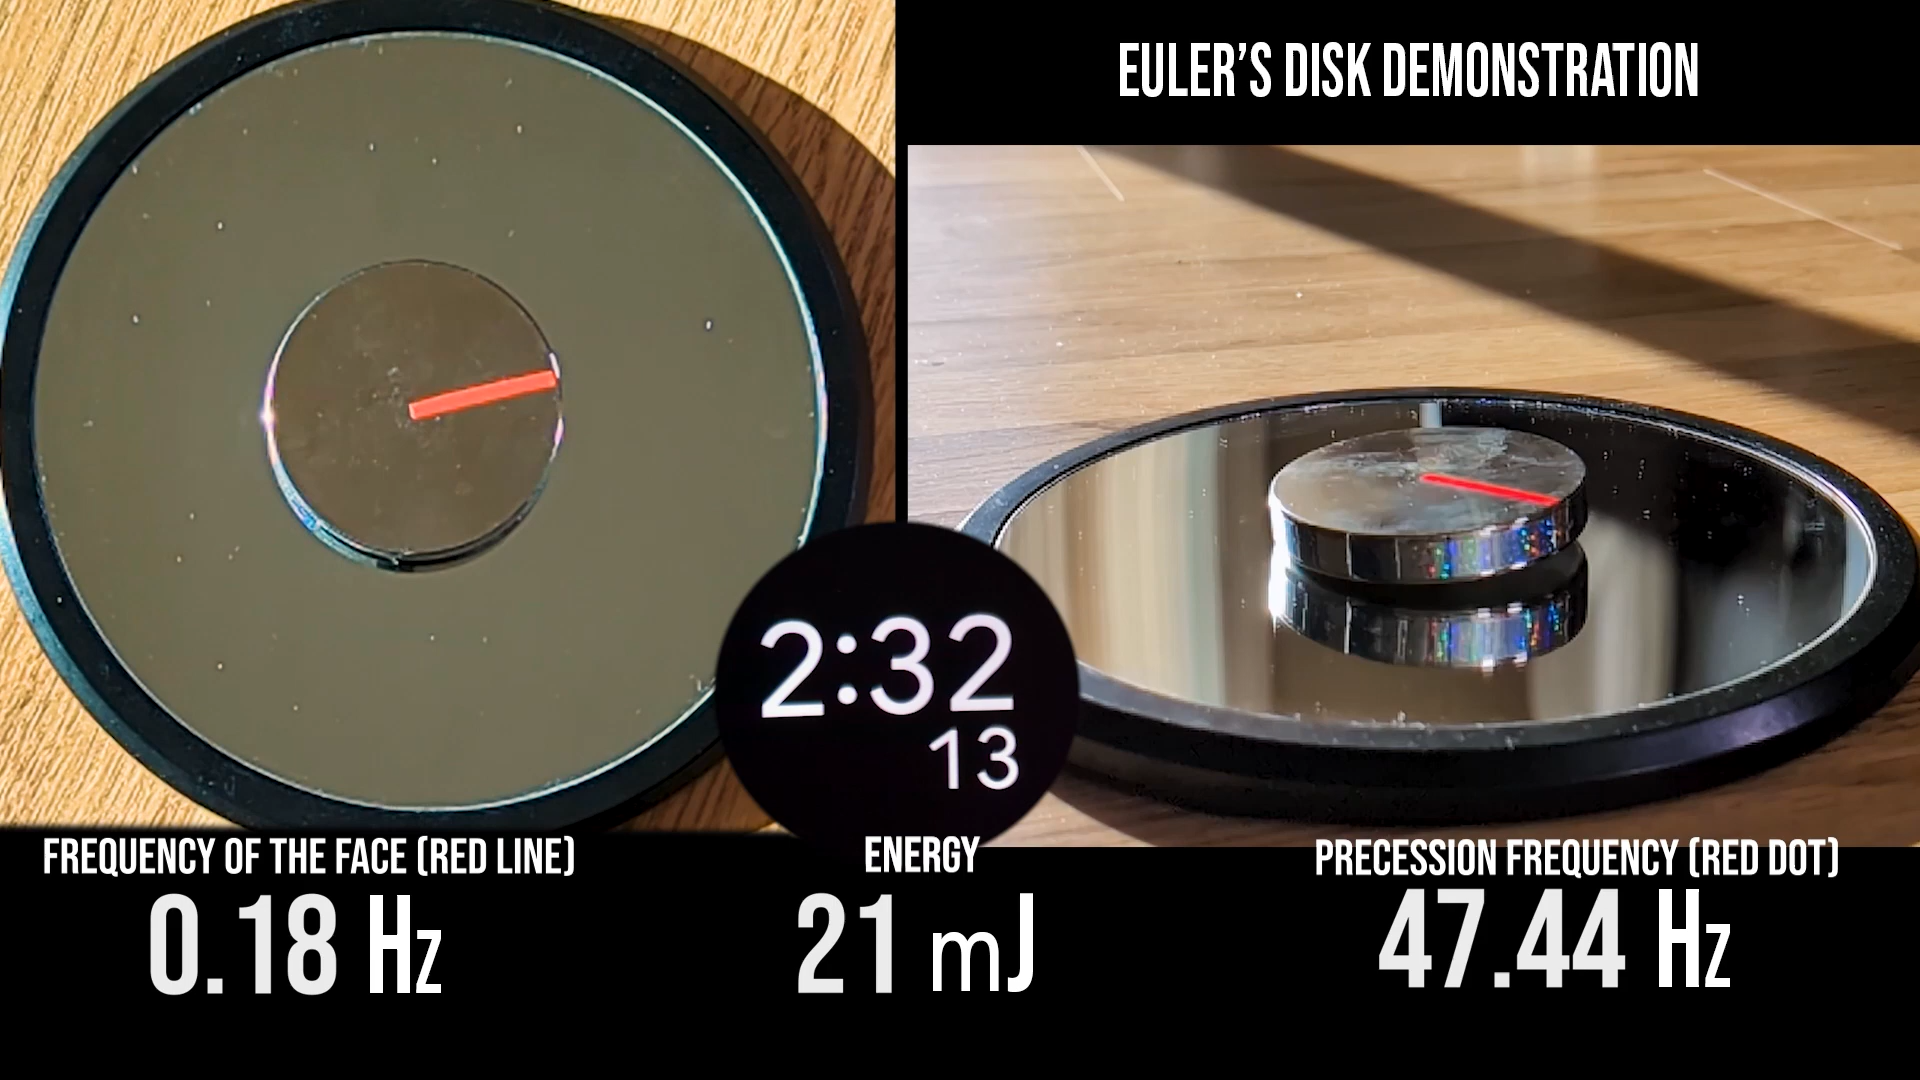 EULER'S DISK DEMONSTRATION
2:32
13
FREQUENCY OF THE FACE (RED LINE)
0.18 Hz
ENERGY
21 mJ
PRECESSION FREQUENCY (RED DOT)
47.44 Hz